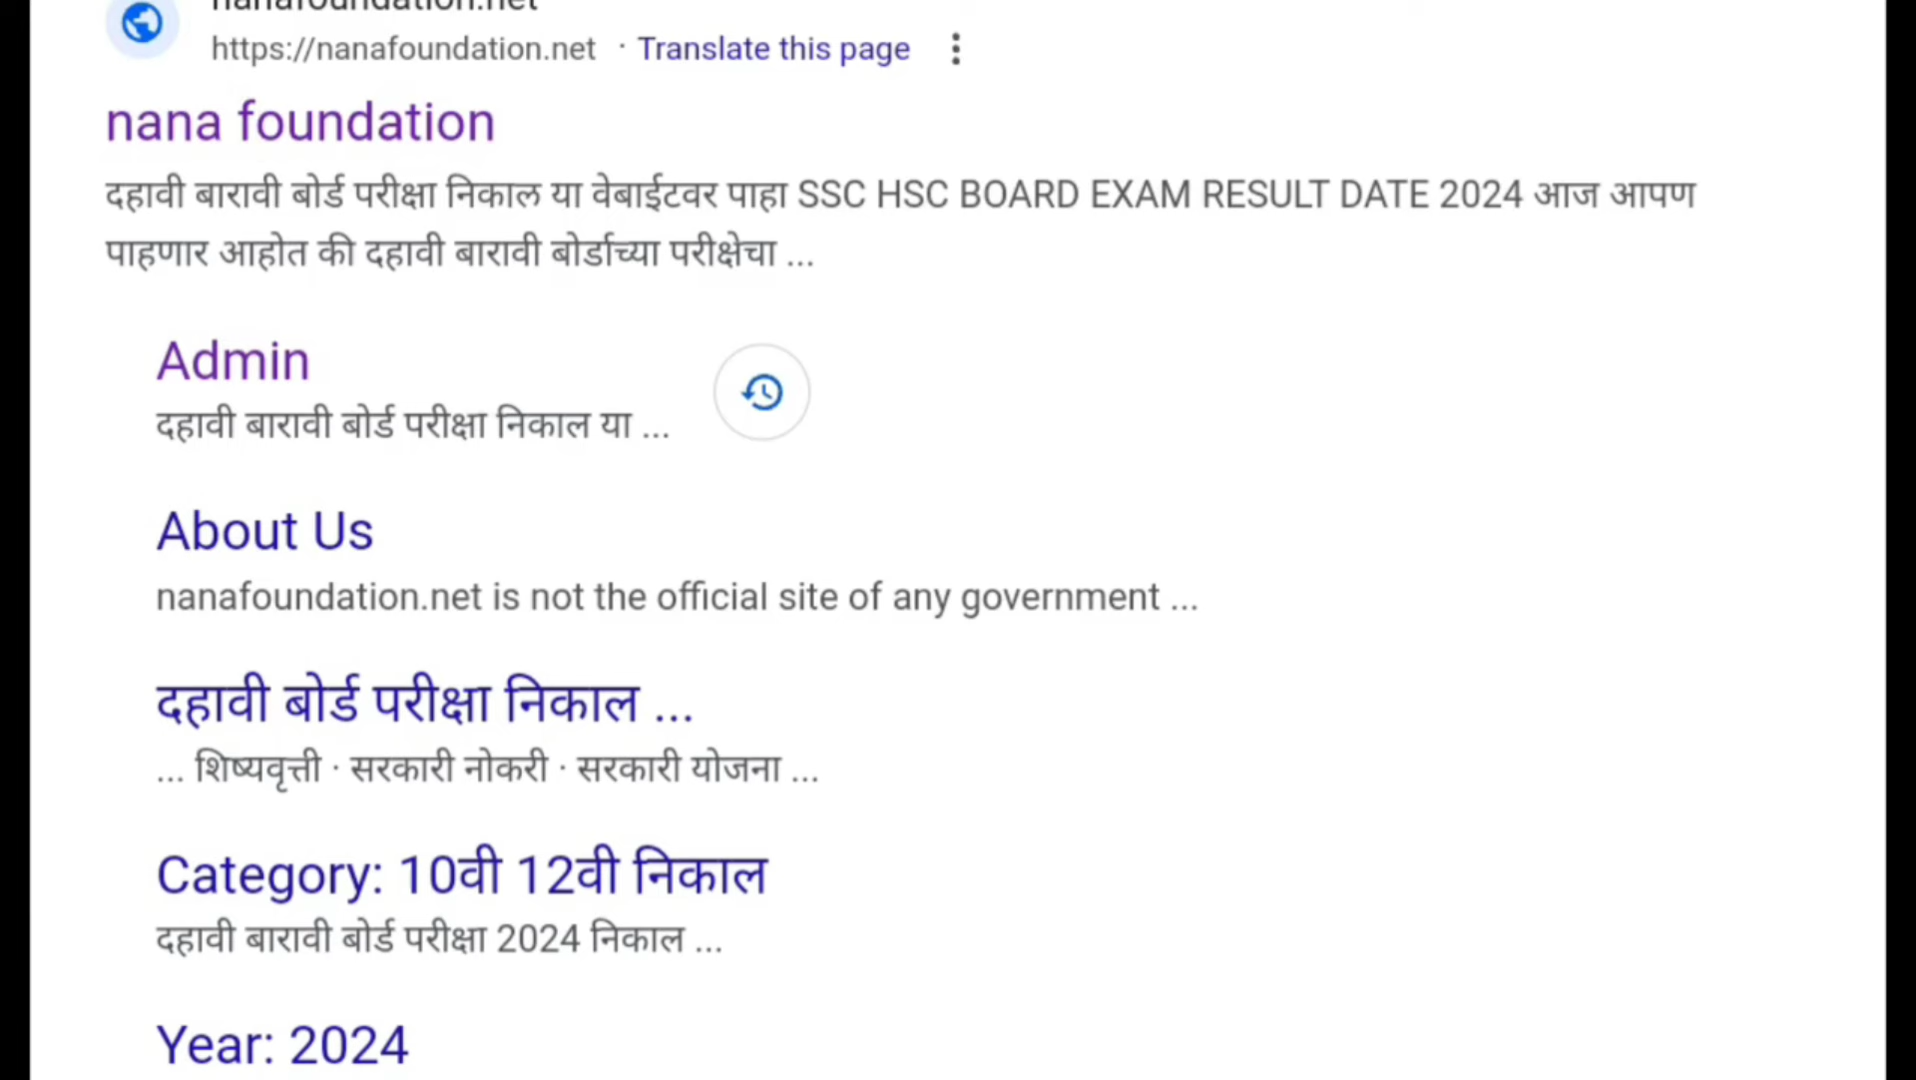 nanafoundation.net
https://nanafoundation.net · Translate this page
nana foundation
दहावी बारावी बोर्ड परीक्षा निकाल या वेबाईटवर पाहा SSC HSC BOARD EXAM RESULT DATE 2024 आज आपण
पाहणार आहोत की दहावी बारावी बोर्डाच्या परीक्षेचा ...
Admin
दहावी बारावी बोर्ड परीक्षा निकाल या ...
About Us
nanafoundation.net is not the official site of any government ...
दहावी बोर्ड परीक्षा निकाल ...
... शिष्यवृत्ती · सरकारी नोकरी · सरकारी योजना ...
Category: 10वी 12वी निकाल
दहावी बारावी बोर्ड परीक्षा 2024 निकाल ...
Year: 2024